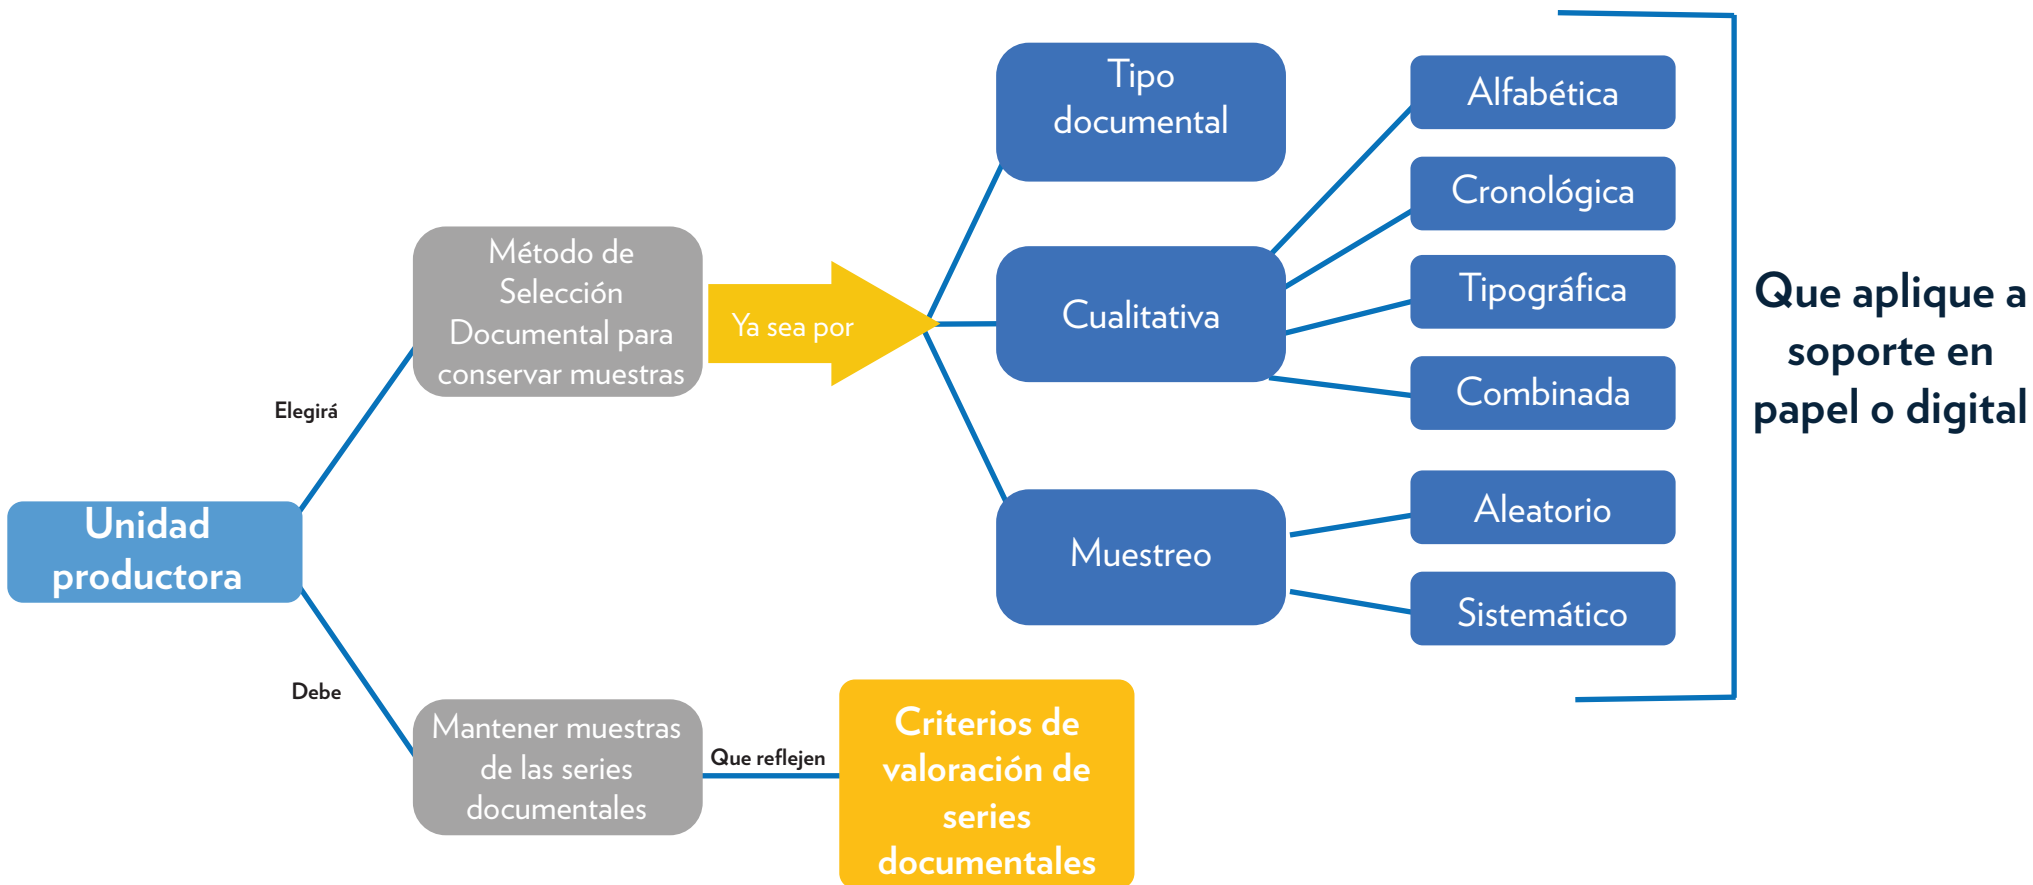 Unidad
productora
Elegirá
Método de
Selección
Documental para
conservar muestras
Ya sea por
Tipo
documental
Cualitativa
Alfabética
Cronológica
Tipográfica
Combinada
Muestreo
Aleatorio
Sistemático
Que aplique a
soporte en
papel o digital
Debe
Mantener muestras
de las series
documentales
Que reflejen
Criterios de
valoración de
series
documentales